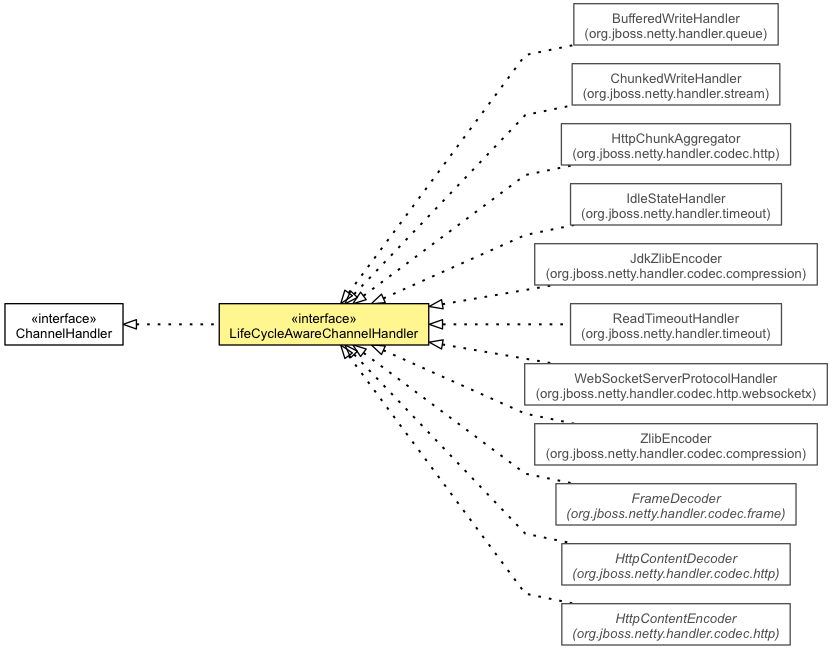 «interface»
ChannelHandler
«interface»
LifeCycleAwareChannelHandler
BufferedWriteHandler
(org.jboss.netty.handler.queue)
ChunkedWriteHandler
(org.jboss.netty.handler.stream)
HttpChunkAggregator
(org.jboss.netty.handler.codec.http)
IdleStateHandler
(org.jboss.netty.handler.timeout)
JdkZlibEncoder
(org.jboss.netty.handler.codec.compression)
ReadTimeoutHandler
(org.jboss.netty.handler.timeout)
WebSocketServerProtocolHandler
(org.jboss.netty.handler.codec.http.websocketx)
ZlibEncoder
(org.jboss.netty.handler.codec.compression)
FrameDecoder
(org.jboss.netty.handler.codec.frame)
HttpContentDecoder
(org.jboss.netty.handler.codec.http)
HttpContentEncoder
(org.jboss.netty.handler.codec.http)